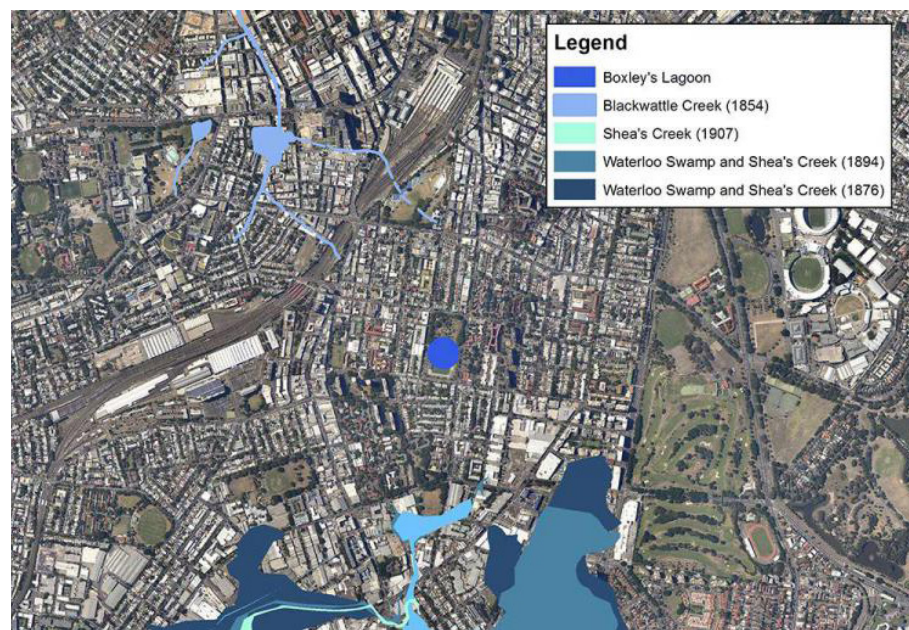 Legend
Boxley's Lagoon
Blackwattle Creek (1854)
Shea's Creek (1907)
Waterloo Swamp and Shea's Creek (1894)
Waterloo Swamp and Shea's Creek (1876)